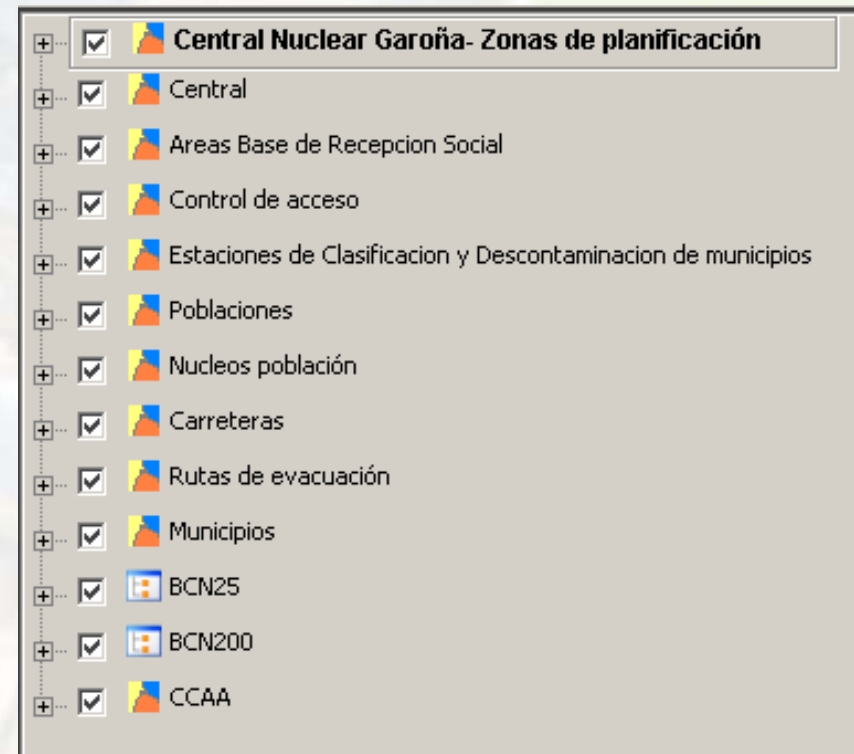 Central Nuclear Garoña- Zonas de planificación
Central
Areas Base de Recepcion Social
Control de acceso
Estaciones de Clasificacion y Descontaminacion de municipios
Poblaciones
Nucleos población
Carreteras
Rutas de evacuación
Municipios
BCN25
BCN200
CCAA